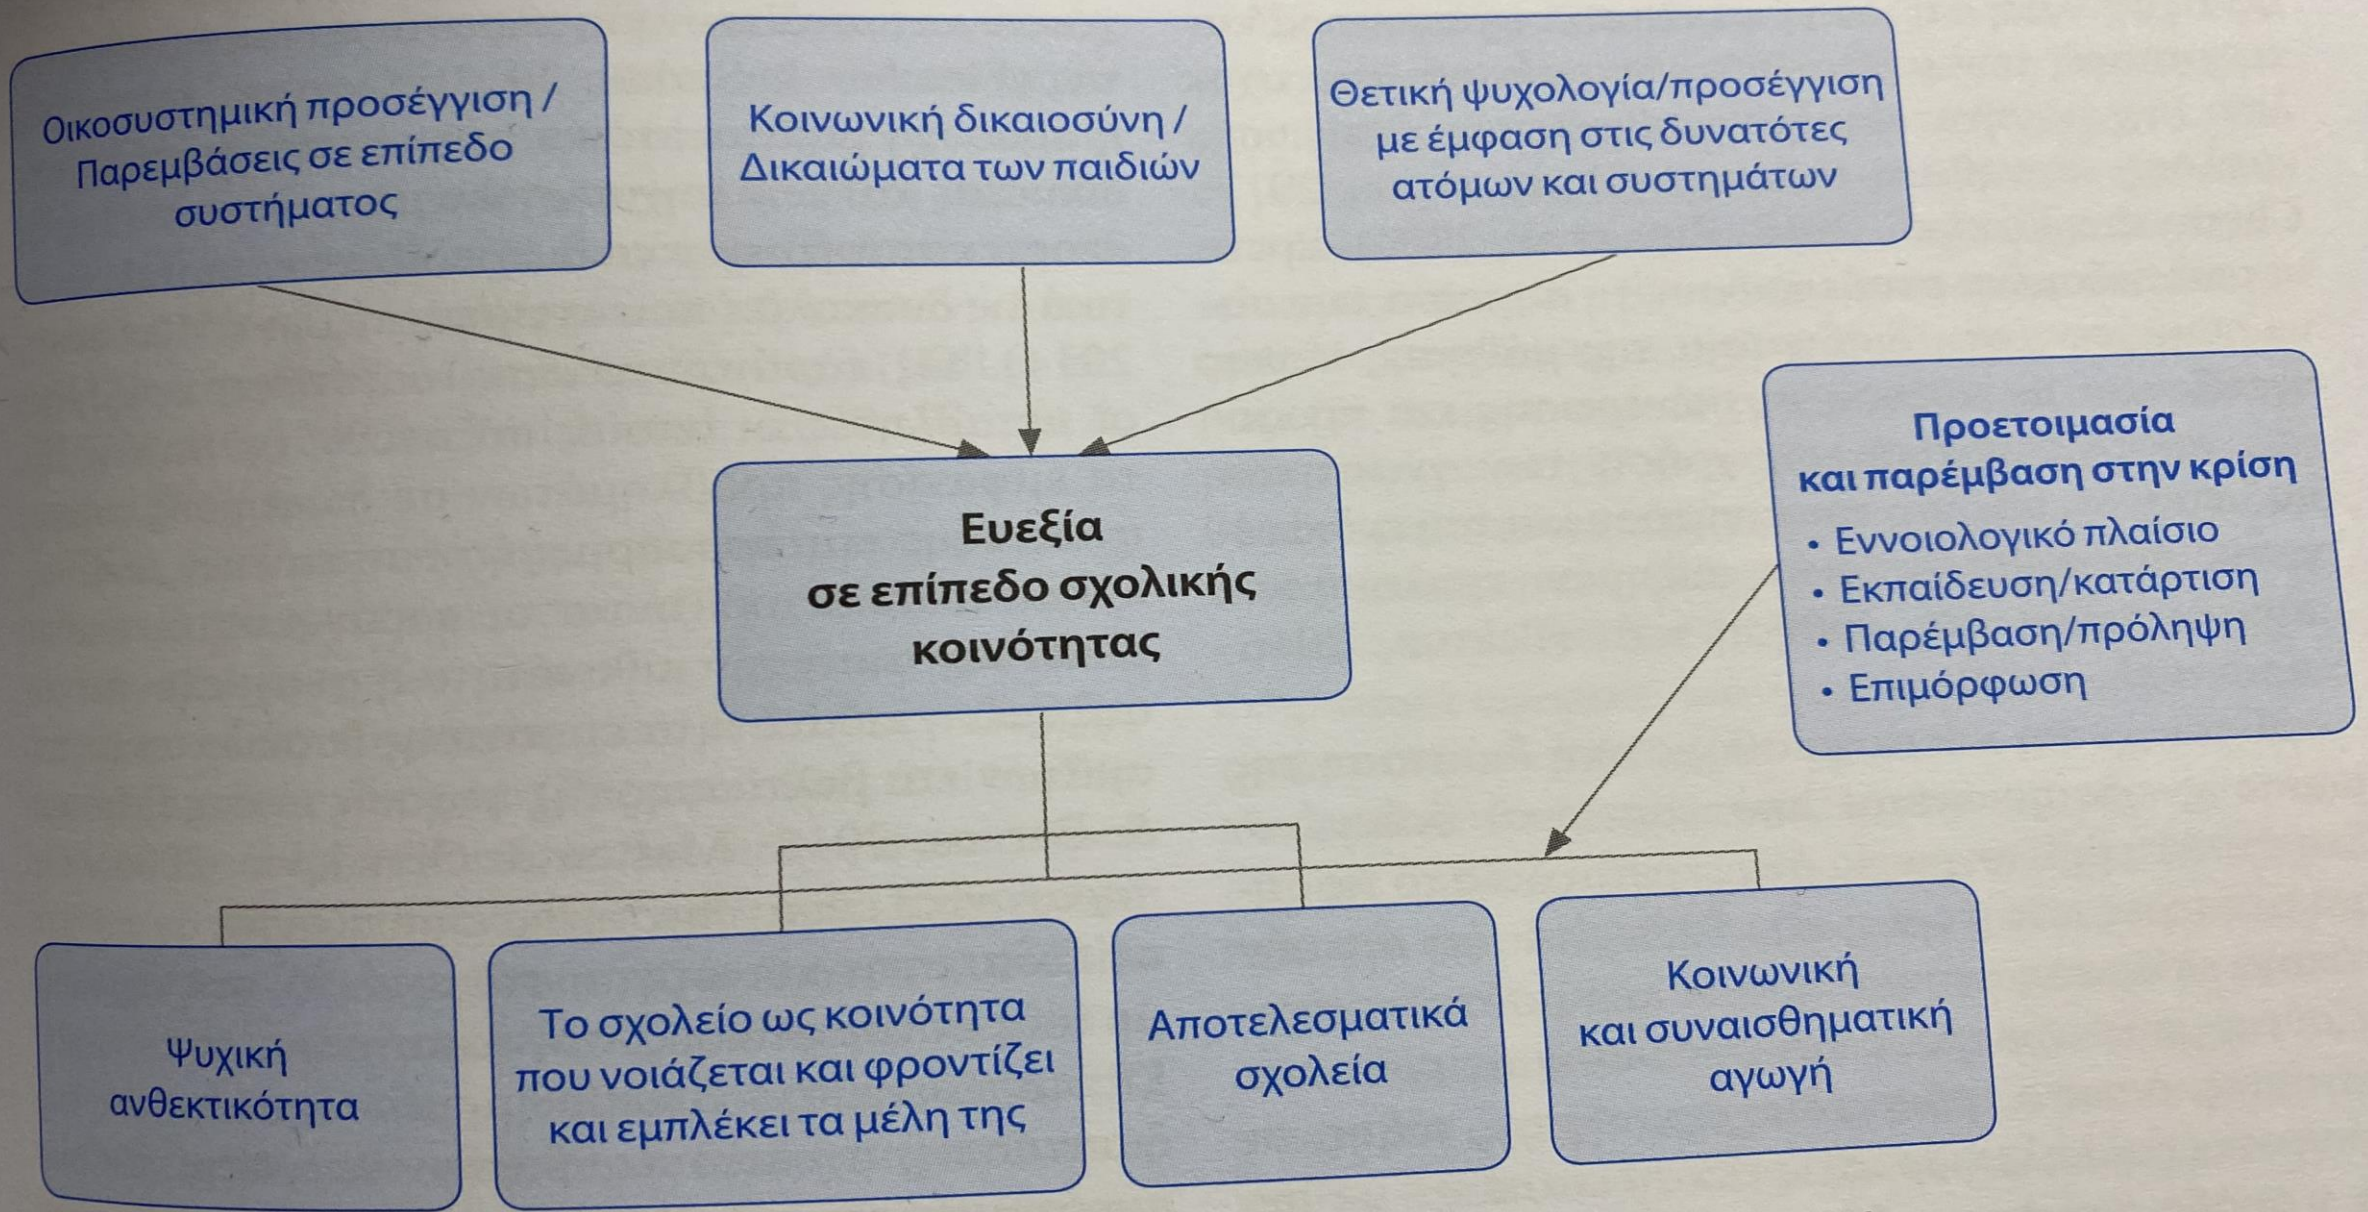 Οικοσυστημική προσέγγιση /
Παρεμβάσεις σε επίπεδο
συστήματος
Κοινωνική δικαιοσύνη /
Δικαιώματα των παιδιών
Θετική ψυχολογία/προσέγγιση
με έμφαση στις δυνατότες
ατόμων και συστημάτων
Ευεξία
σε επίπεδο σχολικής
κοινότητας
Προετοιμασία
και παρέμβαση στην κρίση
• Εννοιολογικό πλαίσιο
• Εκπαίδευση/κατάρτιση
• Παρέμβαση/πρόληψη
• Επιμόρφωση
Ψυχική
ανθεκτικότητα
Το σχολείο ως κοινότητα
που νοιάζεται και φροντίζει
και εμπλέκει τα μέλη της
Αποτελεσματικά
σχολεία
Κοινωνική
και συναισθηματική
αγωγή